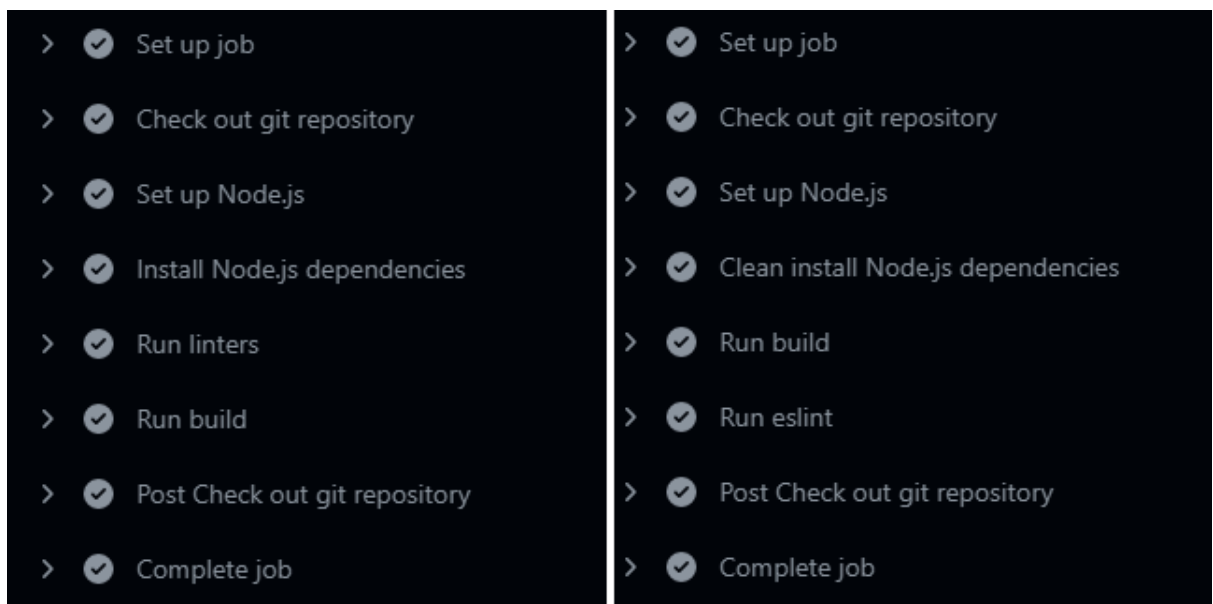 Set up job
Check out git repository
Set up Node.js
Install Node.js dependencies
Run linters
Run build
Post Check out git repository
Complete job
Set up job
Check out git repository
Set up Node.js
Clean install Node.js dependencies
Run build
Run eslint
Post Check out git repository
Complete job